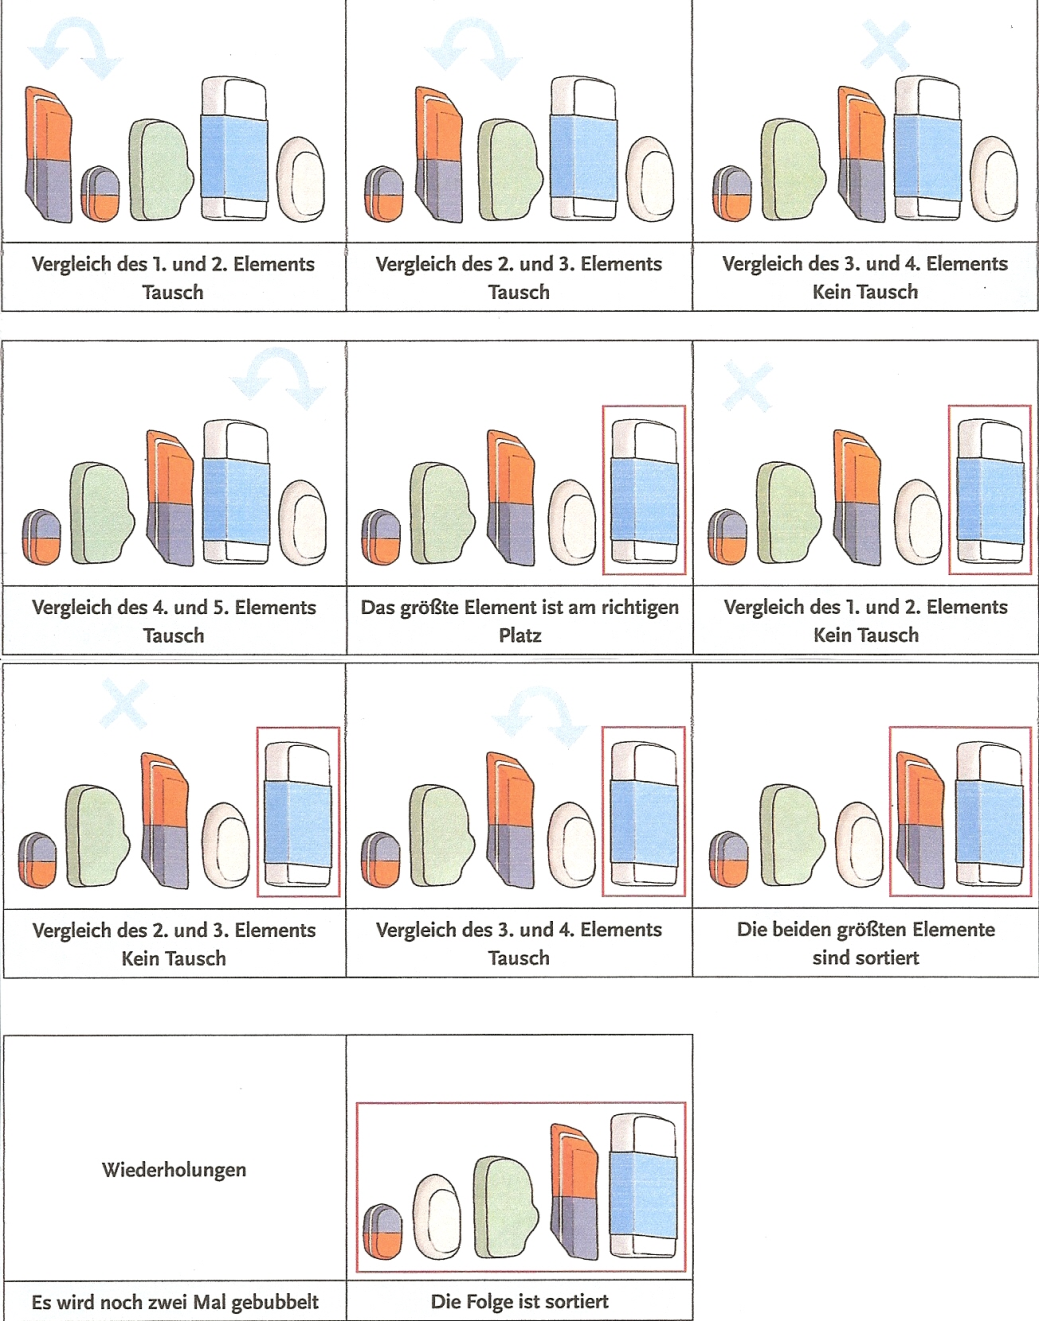 Vergleich des 1. und 2. Elements
Tausch
Vergleich des 2. und 3. Elements
Tausch
Vergleich des 3. und 4. Elements
Kein Tausch
Vergleich des 4. und 5. Elements
Tausch
Das größte Element ist am richtigen
Platz
Vergleich des 1. und 2. Elements
Kein Tausch
Vergleich des 2. und 3. Elements
Kein Tausch
Vergleich des 3. und 4. Elements
Tausch
Die beiden größten Elemente
sind sortiert
Wiederholungen
Es wird noch zwei Mal gebubbelt
Die Folge ist sortiert